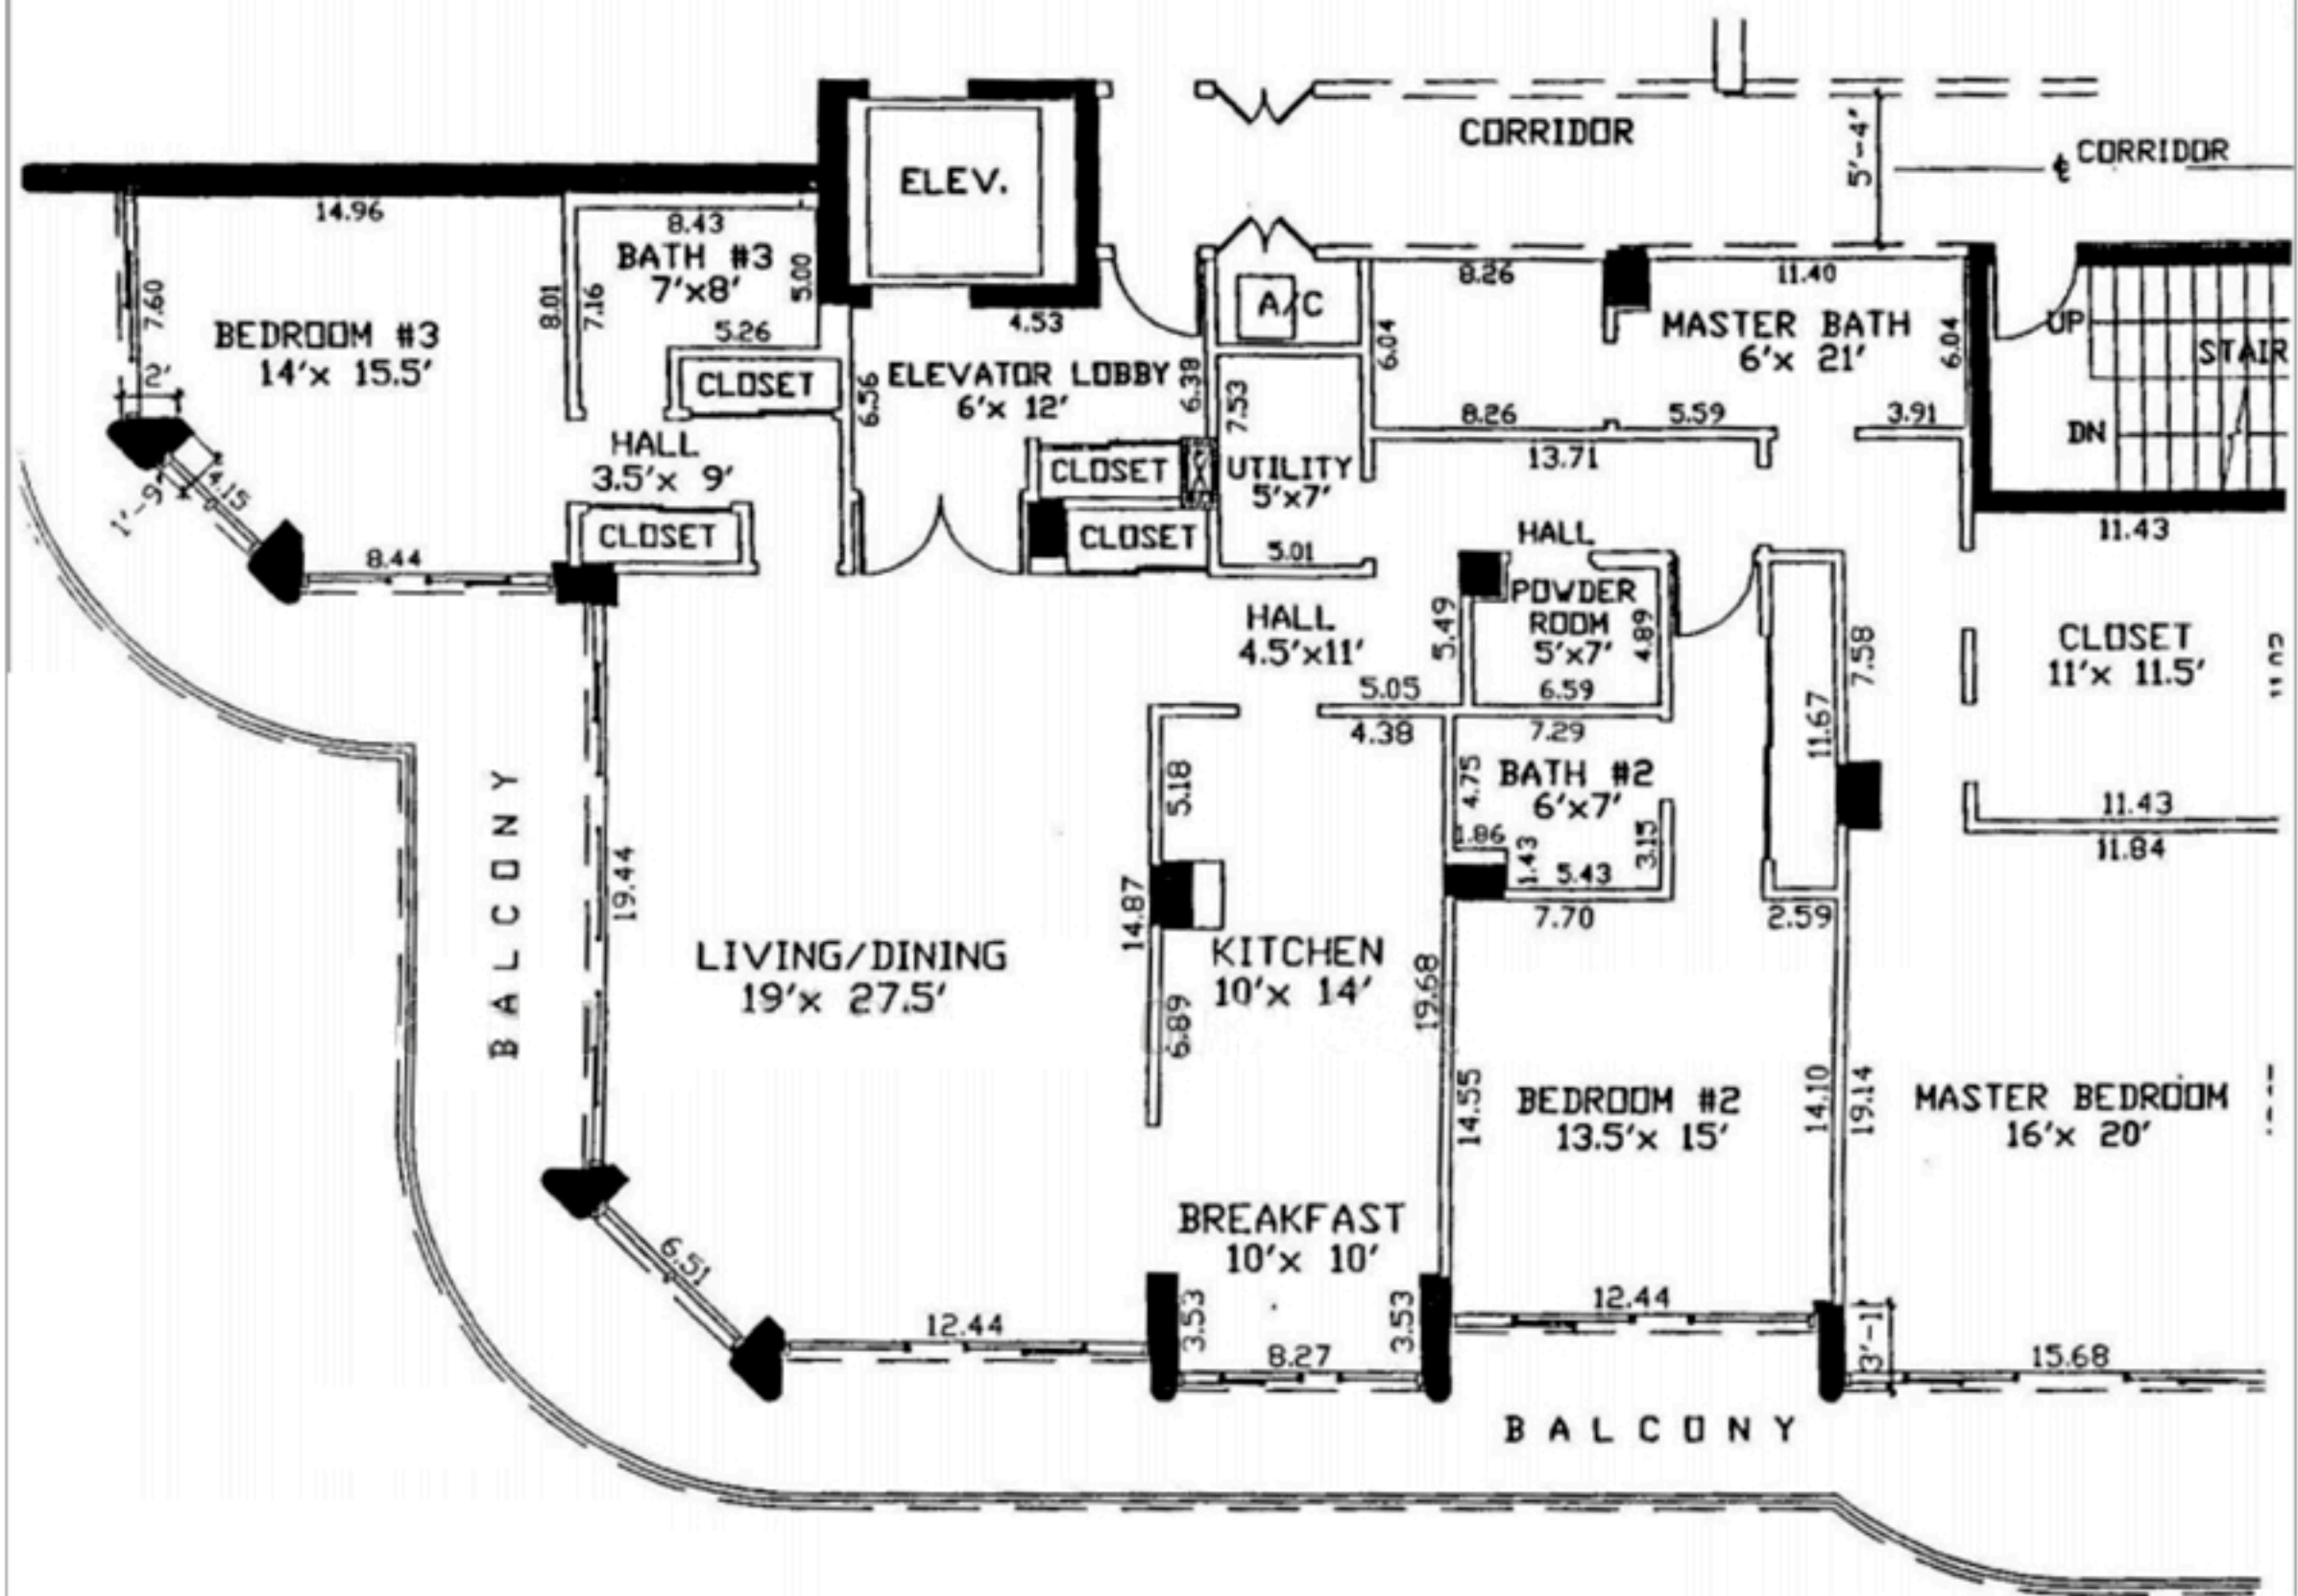 CORRIDOR
5'-4"
℄ CORRIDOR
ELEV.
14.96
8.43
BATH #3
7'x8'
5.00
8.01
7.16
5.26
7.60
BEDROOM #3
14'x 15.5'
2'
CLOSET
4.53
ELEVATOR LOBBY
6'x 12'
6.56
6.38
A/C
8.26
11.40
MASTER BATH
6'x 21'
6.04
6.04
UP
STAIR
DN
7.53
8.26
5.59
3.91
13.71
HALL
3.5'x 9'
CLOSET
UTILITY
5'x7'
4.15
1'-9
CLOSET
CLOSET
5.01
HALL
11.43
8.44
POWDER
ROOM
5'x7'
HALL
4.5'x11'
5.49
4.89
7.58
CLOSET
11'x 11.5'
5.05
6.59
4.38
7.29
11.67
5.18
4.75
BATH #2
6'x7'
1.86
1.43
3.15
5.43
11.43
11.84
7.70
2.59
BALCONY
19.44
14.87
LIVING/DINING
19'x 27.5'
KITCHEN
10'x 14'
19.68
6.89
14.55
BEDROOM #2
13.5'x 15'
14.10
19.14
MASTER BEDROOM
16'x 20'
BREAKFAST
10'x 10'
6.51
12.44
3.53
3.53
8.27
12.44
3'-1
15.68
BALCONY